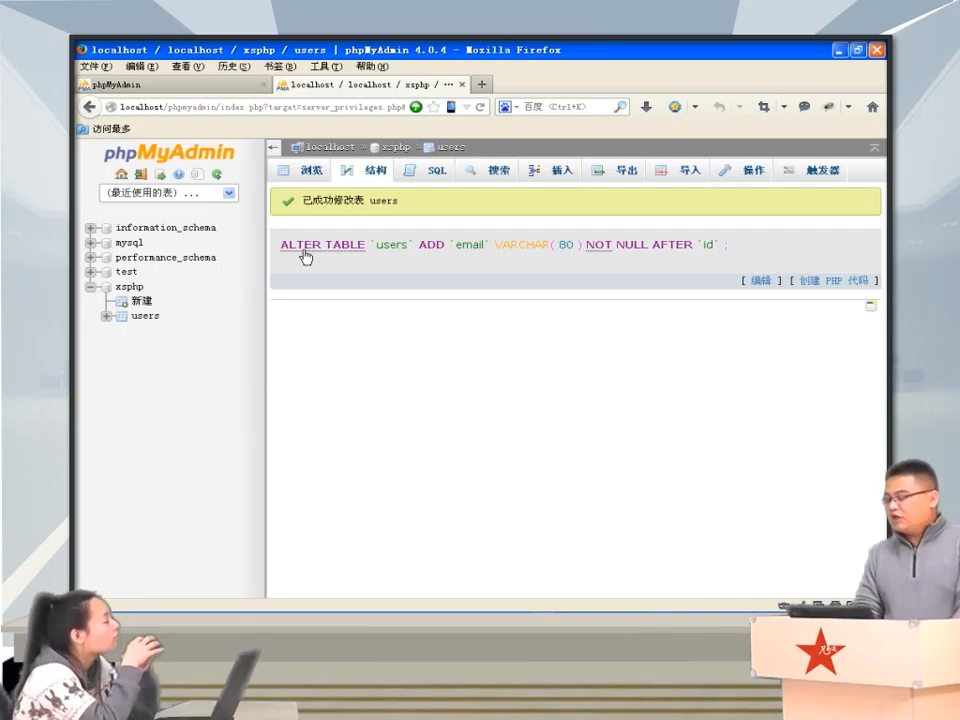 localhost / localhost / xsphp / users | phpMyAdmin 4.0.4 - Mozilla Firefox
文件(F) 编辑(E) 查看(V) 历史(S) 书签(B) 工具(T) 帮助(H)
phpMyAdmin
localhost / localhost / xsphp / ...
localhost/phpmyadmin/index.php?target=server_privileges.php&
百度 <Ctrl+K>
访问最多
phpMyAdmin
(最近使用的表) ...
information_schema
mysql
performance_schema
test
xsphp
新建
users
localhost » xsphp » users
浏览 结构 SQL 搜索 插入 导出 导入 操作 触发器
已成功修改表 users
ALTER TABLE `users` ADD `email` VARCHAR( 80 ) NOT NULL AFTER `id` ;
[ 编辑 ] [ 创建 PHP 代码 ]